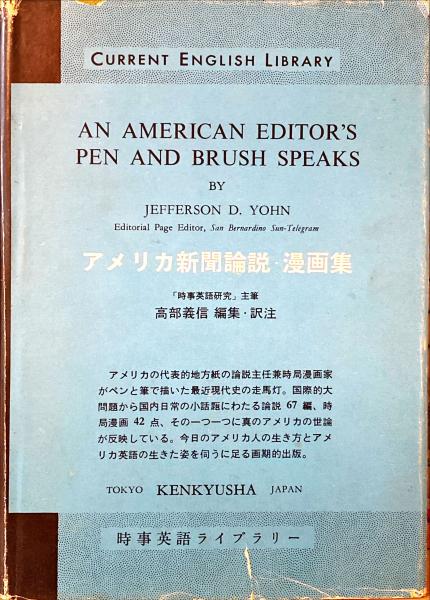 CURRENT ENGLISH LIBRARY
AN AMERICAN EDITOR'S
PEN AND BRUSH SPEAKS
BY
JEFFERSON D. YOHN
Editorial Page Editor, San Bernardino Sun-Telegram
アメリカ新聞論説・漫画集
「時事英語研究」主筆
高部義信 編集・訳注
アメリカの代表的地方紙の論説主任兼時局漫画家
がペンと筆で描いた最近現代史の走馬灯。国際的大
問題から国内日常の小話題にわたる論説 67 編、時
局漫画 42 点、その一つ一つに真のアメリカの世論
が反映している。今日のアメリカ人の生き方とアメ
リカ英語の生きた姿を伺うに足る画期的出版。
TOKYO KENKYUSHA JAPAN
時事英語ライブラリー